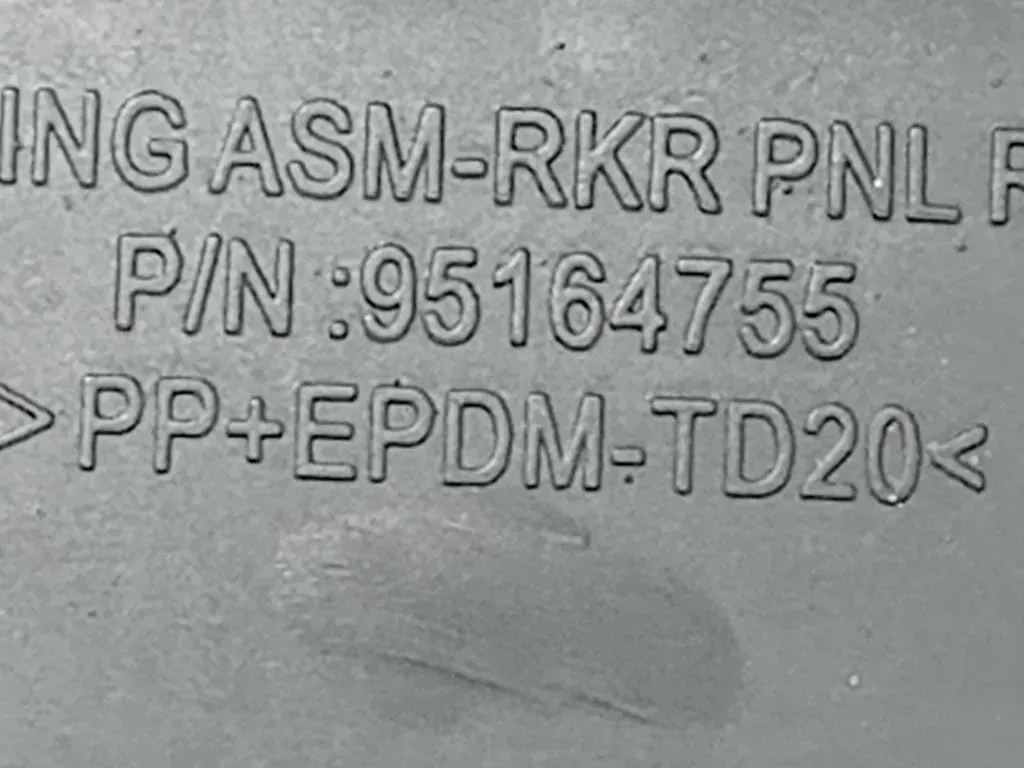 ING ASM-RKR PNL
P/N :95164755
>PP+EPDM-TD20<